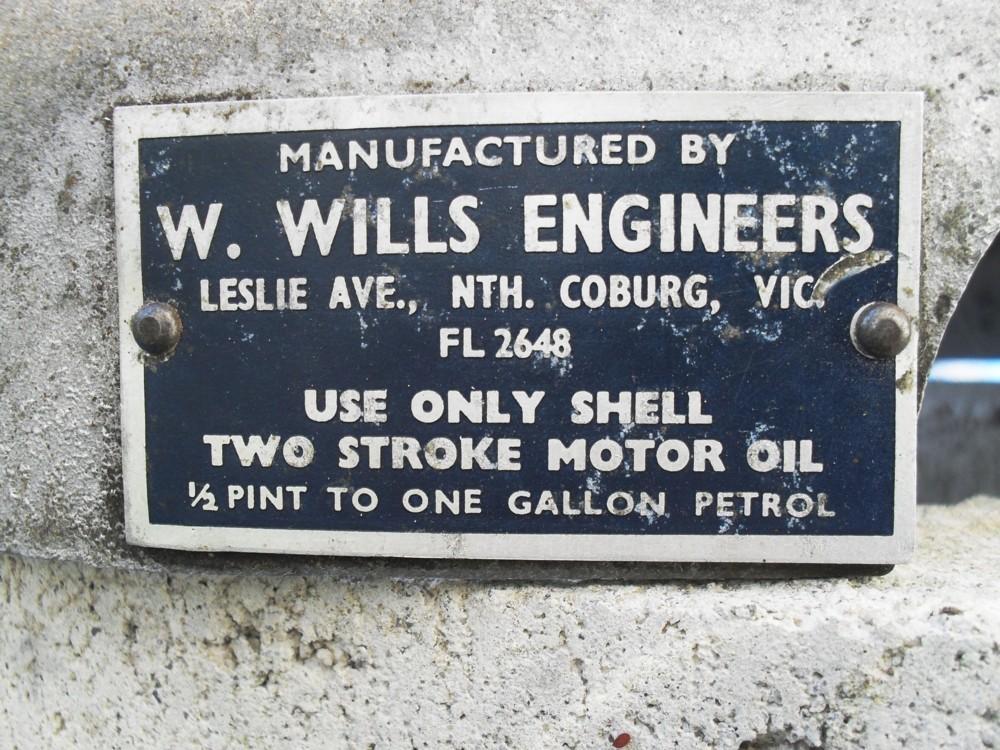 MANUFACTURED BY
W. WILLS ENGINEERS
LESLIE AVE., NTH. COBURG, VIC.
FL 2648
USE ONLY SHELL
TWO STROKE MOTOR OIL
½ PINT TO ONE GALLON PETROL